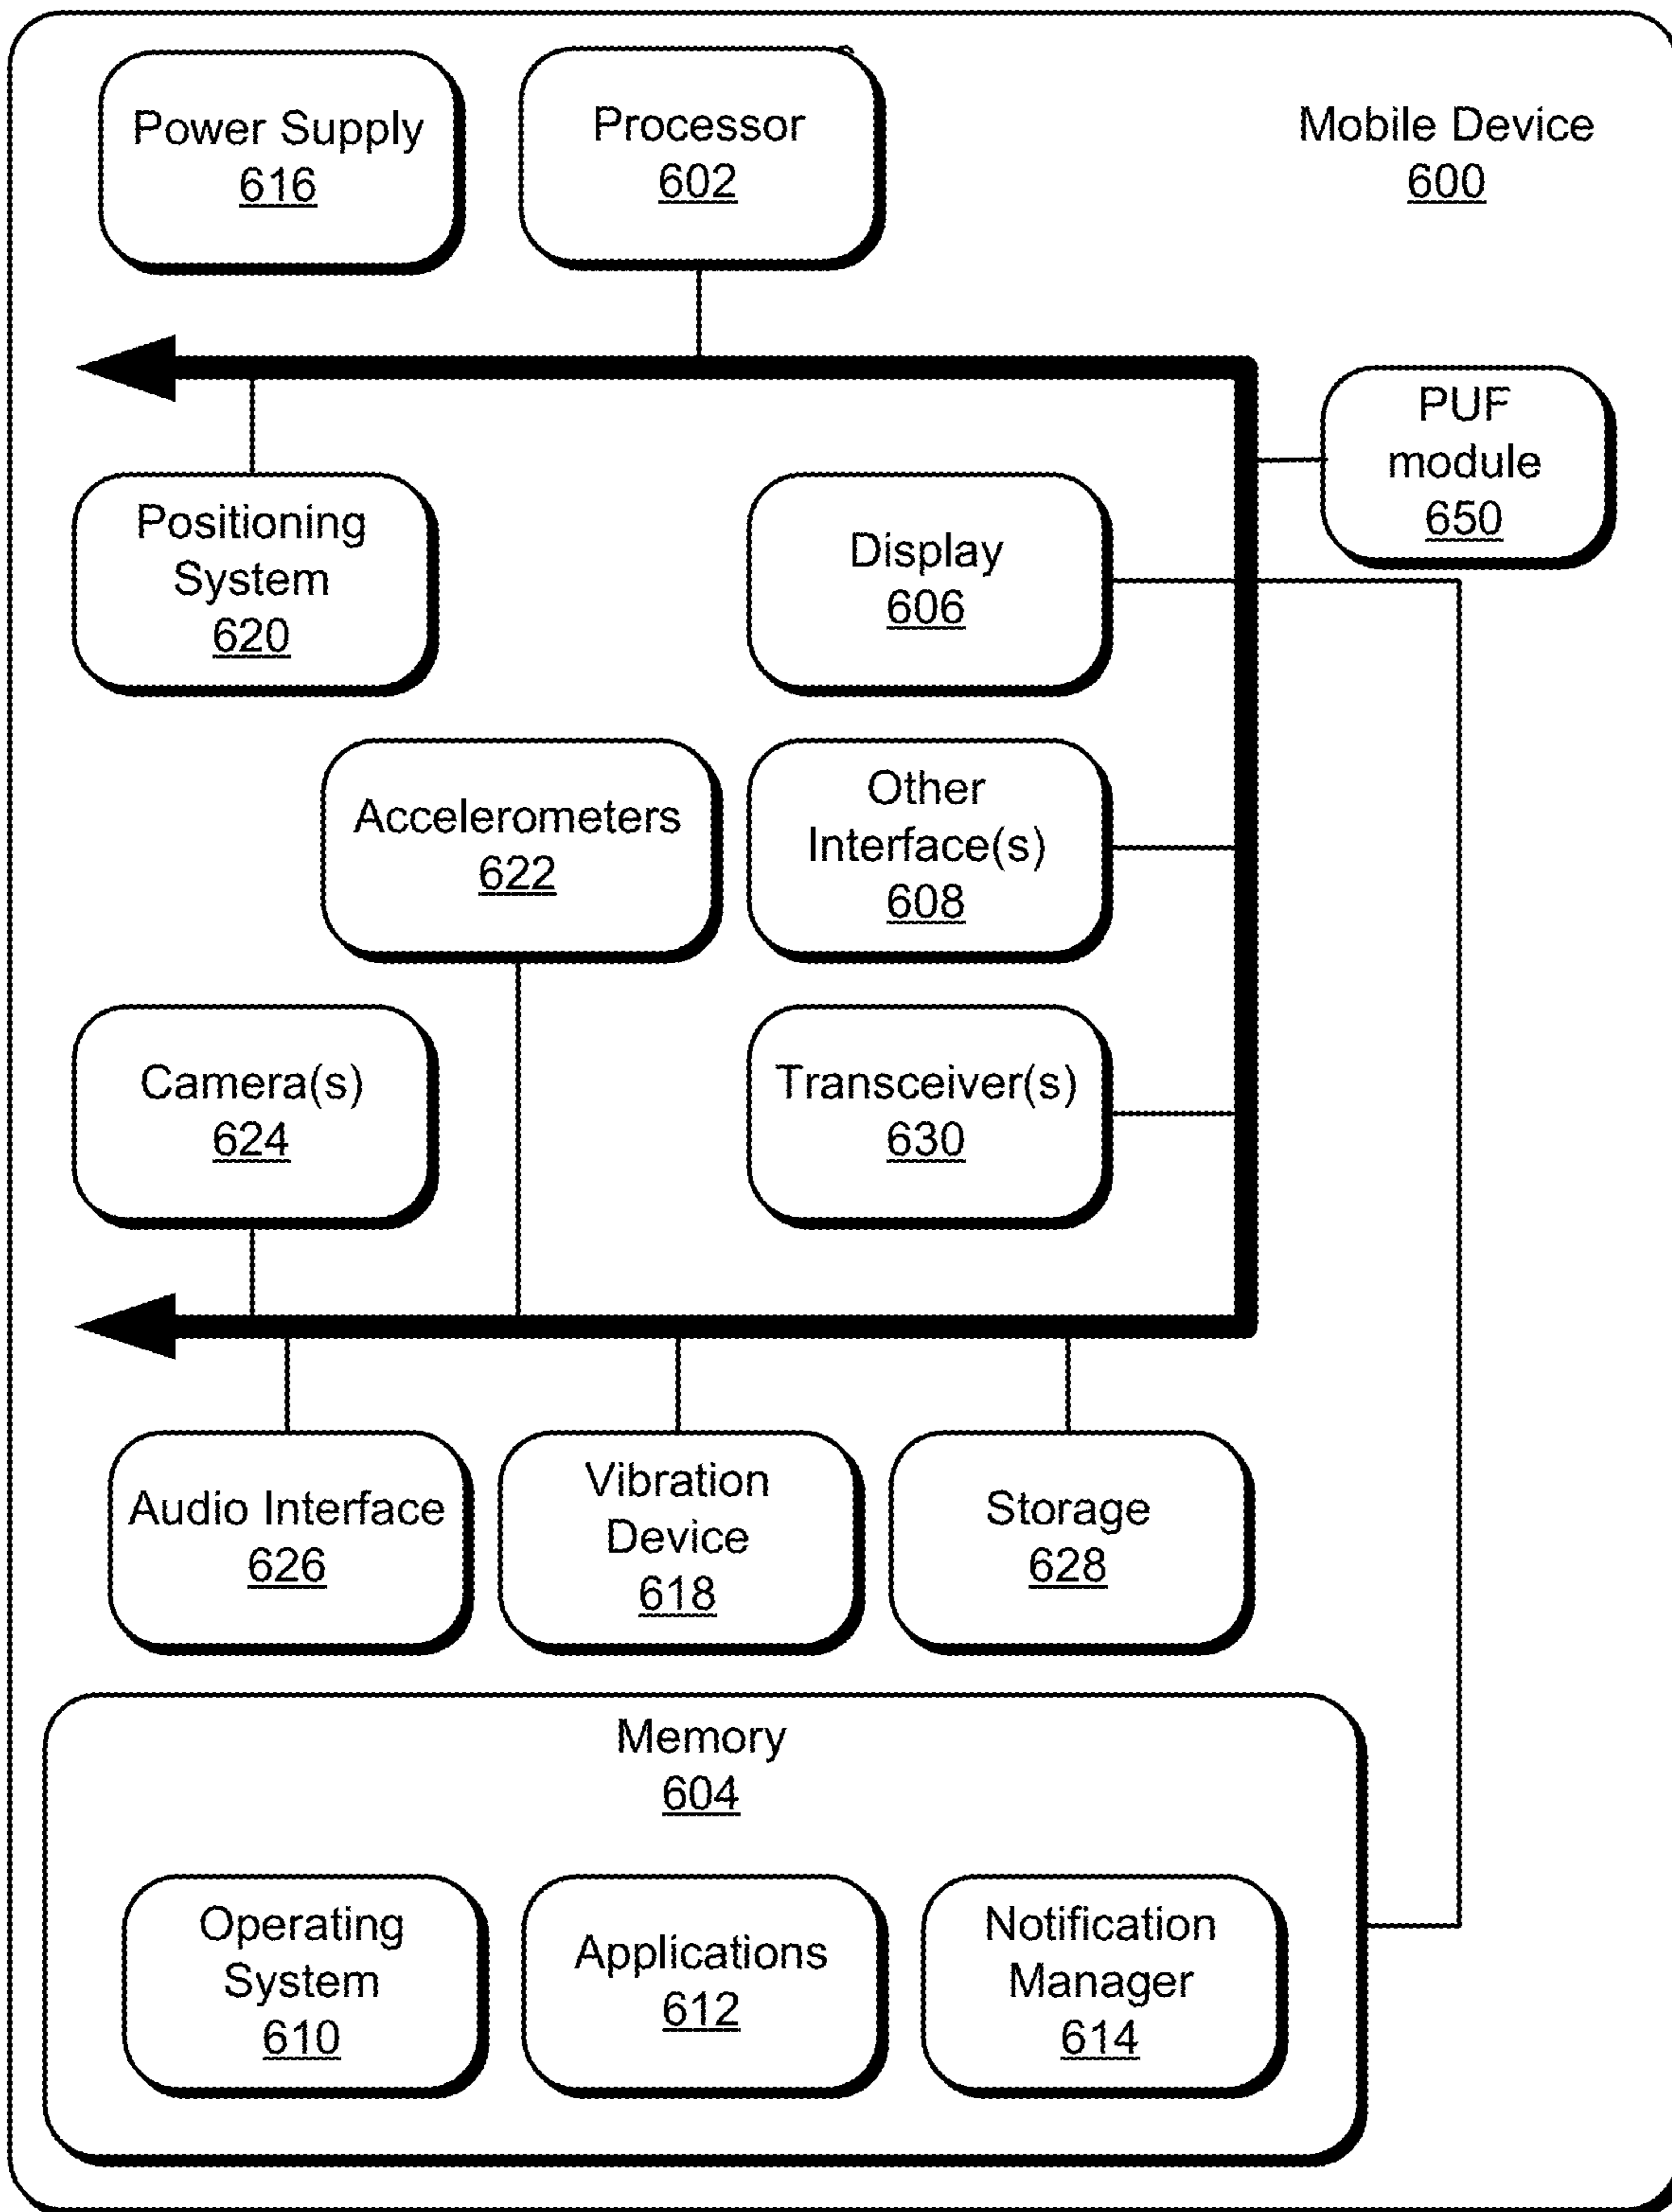 Power Supply
616
Processor
602
Mobile Device
600
PUF
module
650
Positioning
System
620
Display
606
Accelerometers
622
Other
Interface(s)
608
Camera(s)
624
Transceiver(s)
630
Audio Interface
626
Vibration
Device
618
Storage
628
Memory
604
Operating
System
610
Applications
612
Notification
Manager
614